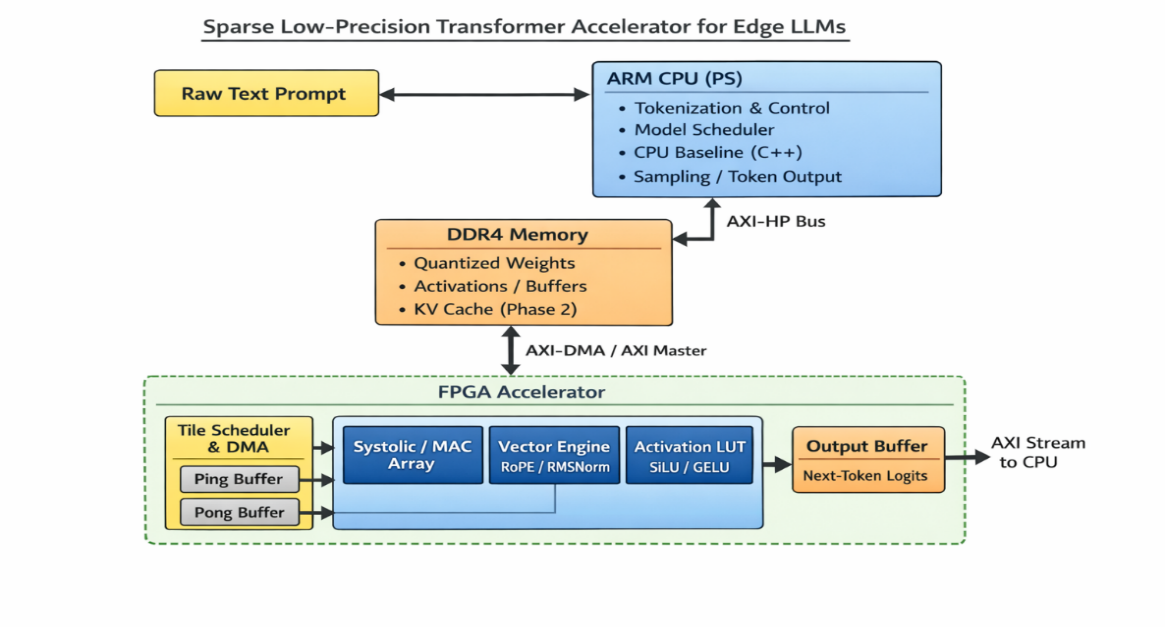 Sparse Low-Precision Transformer Accelerator for Edge LLMs
Raw Text Prompt
ARM CPU (PS)
• Tokenization & Control
• Model Scheduler
• CPU Baseline (C++)
• Sampling / Token Output
AXI-HP Bus
DDR4 Memory
• Quantized Weights
• Activations / Buffers
• KV Cache (Phase 2)
AXI-DMA / AXI Master
FPGA Accelerator
Tile Scheduler
& DMA
Ping Buffer
Pong Buffer
Systolic / MAC
Array
Vector Engine
RoPE / RMSNorm
Activation LUT
SiLU / GELU
Output Buffer
Next-Token Logits
AXI Stream
to CPU